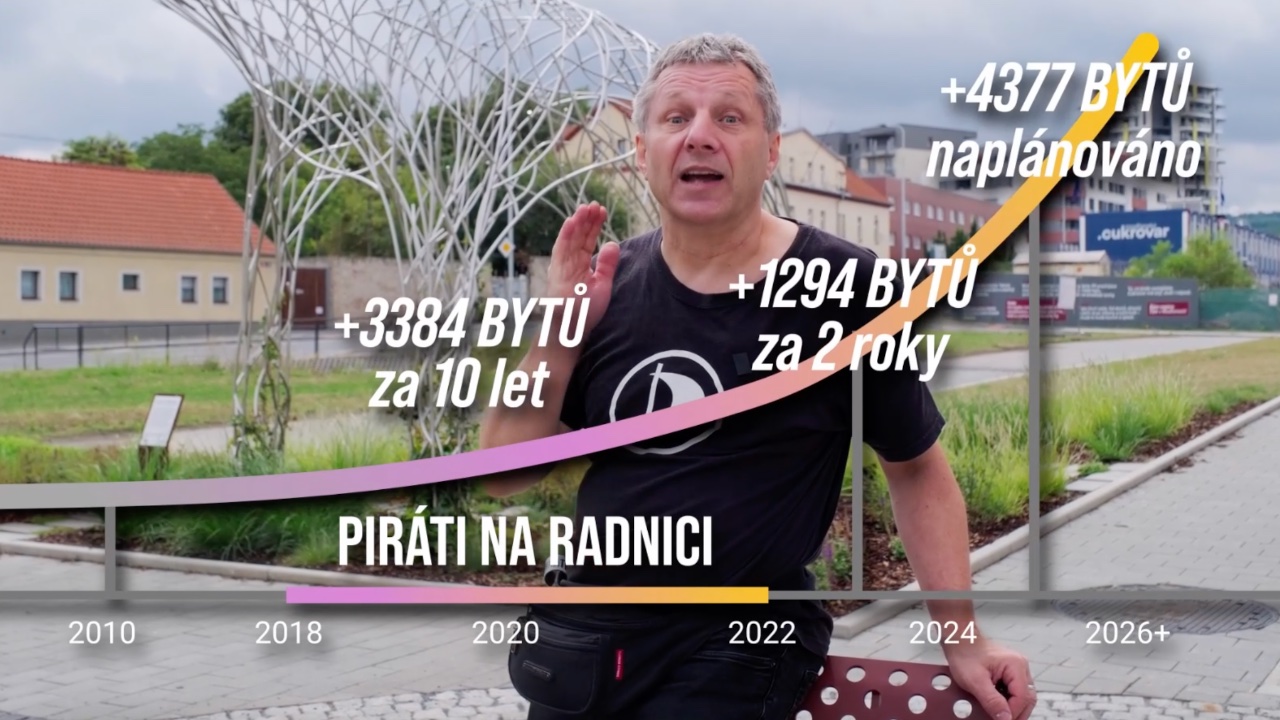 +4377 BYTŮ
naplánováno
.cukrovar
+1294 BYTŮ
za 2 roky
+3384 BYTŮ
za 10 let
PIRÁTI NA RADNICI
2010
2018
2020
2022
2024
2026+